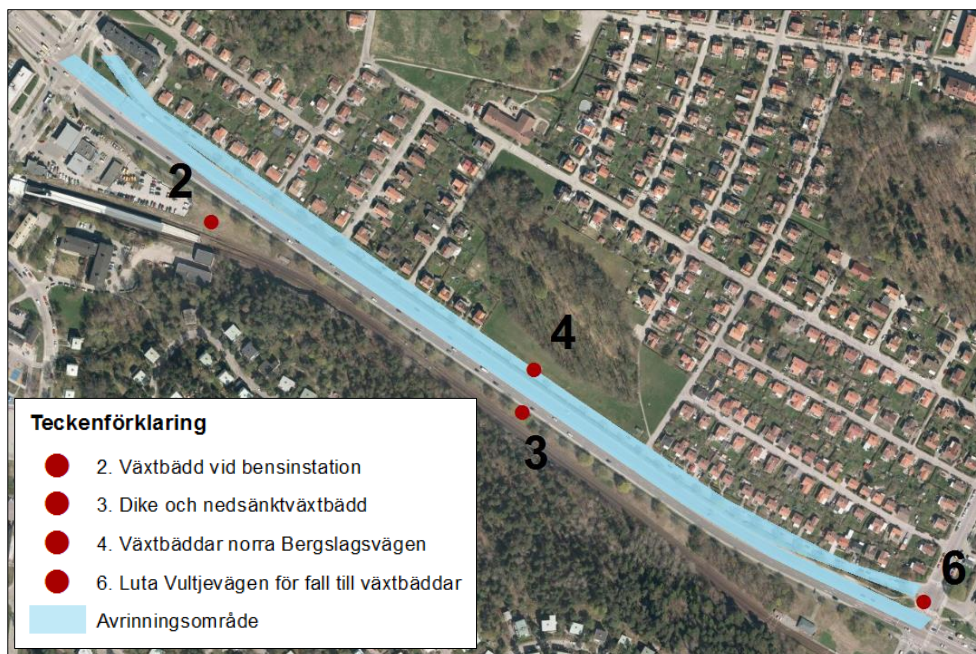 2
4
3
6
Teckenförklaring
2. Växtbädd vid bensinstation
3. Dike och nedsänktväxtbädd
4. Växtbäddar norra Bergslagsvägen
6. Luta Vultjevägen för fall till växtbäddar
Avrinningsområde